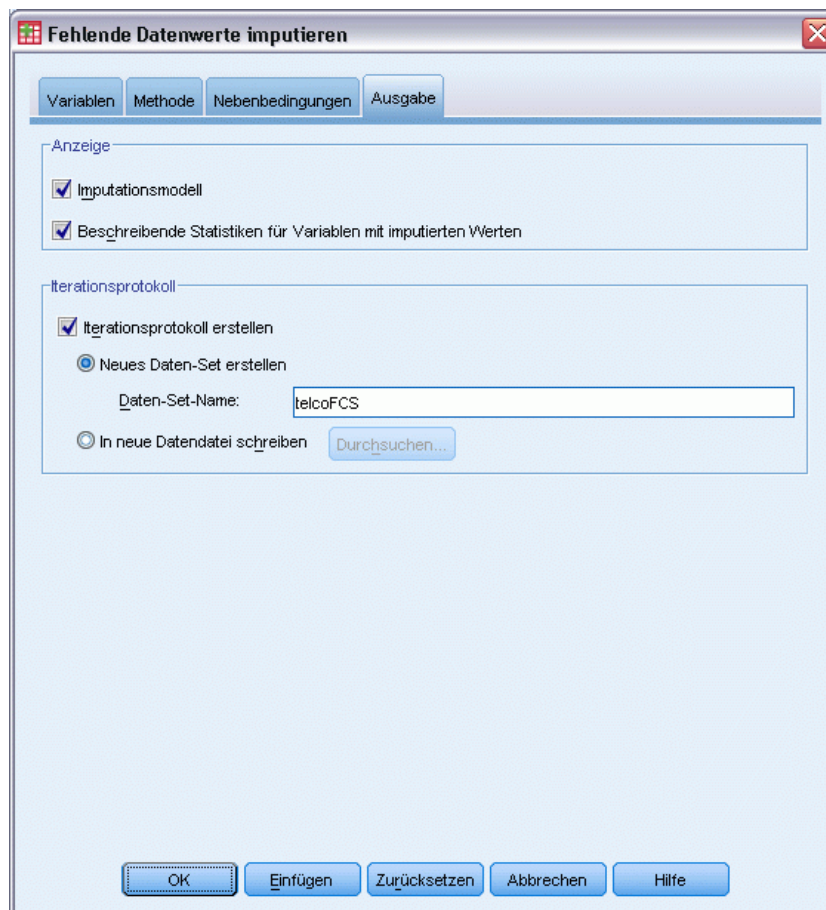 Fehlende Datenwerte imputieren
Variablen Methode Nebenbedingungen Ausgabe
Anzeige
Imputationsmodell
Beschreibende Statistiken für Variablen mit imputierten Werten
Iterationsprotokoll
Iterationsprotokoll erstellen
Neues Daten-Set erstellen
Daten-Set-Name: telcoFCS
In neue Datendatei schreiben Durchsuchen...
OK Einfügen Zurücksetzen Abbrechen Hilfe